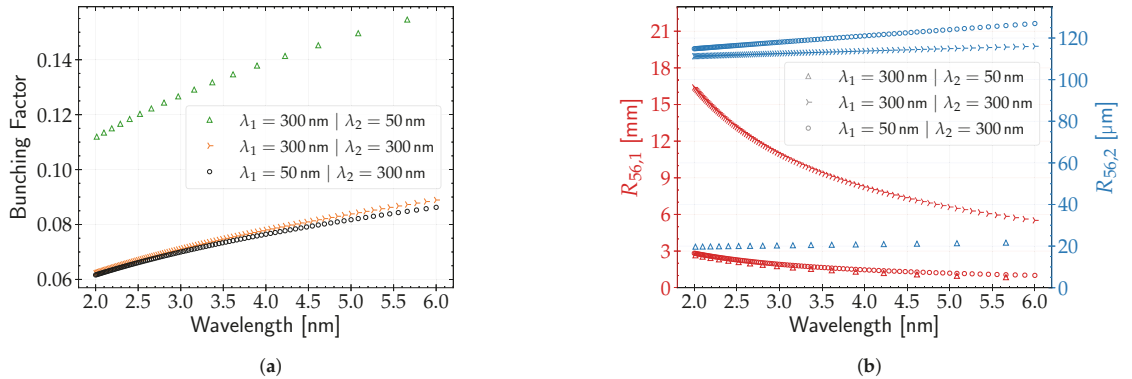 Bunching Factor
0.14
0.12
0.10
0.08
0.06
λ₁ = 300 nm | λ₂ = 50 nm
λ₁ = 300 nm | λ₂ = 300 nm
λ₁ = 50 nm | λ₂ = 300 nm
2.0 2.5 3.0 3.5 4.0 4.5 5.0 5.5 6.0
Wavelength [nm]
(a)
R₅₆,₁ [mm]
21
18
15
12
9
6
3
0
λ₁ = 300 nm | λ₂ = 50 nm
λ₁ = 300 nm | λ₂ = 300 nm
λ₁ = 50 nm | λ₂ = 300 nm
120
100
80
60
40
20
0
R₅₆,₂ [µm]
2.0 2.5 3.0 3.5 4.0 4.5 5.0 5.5 6.0
Wavelength [nm]
(b)